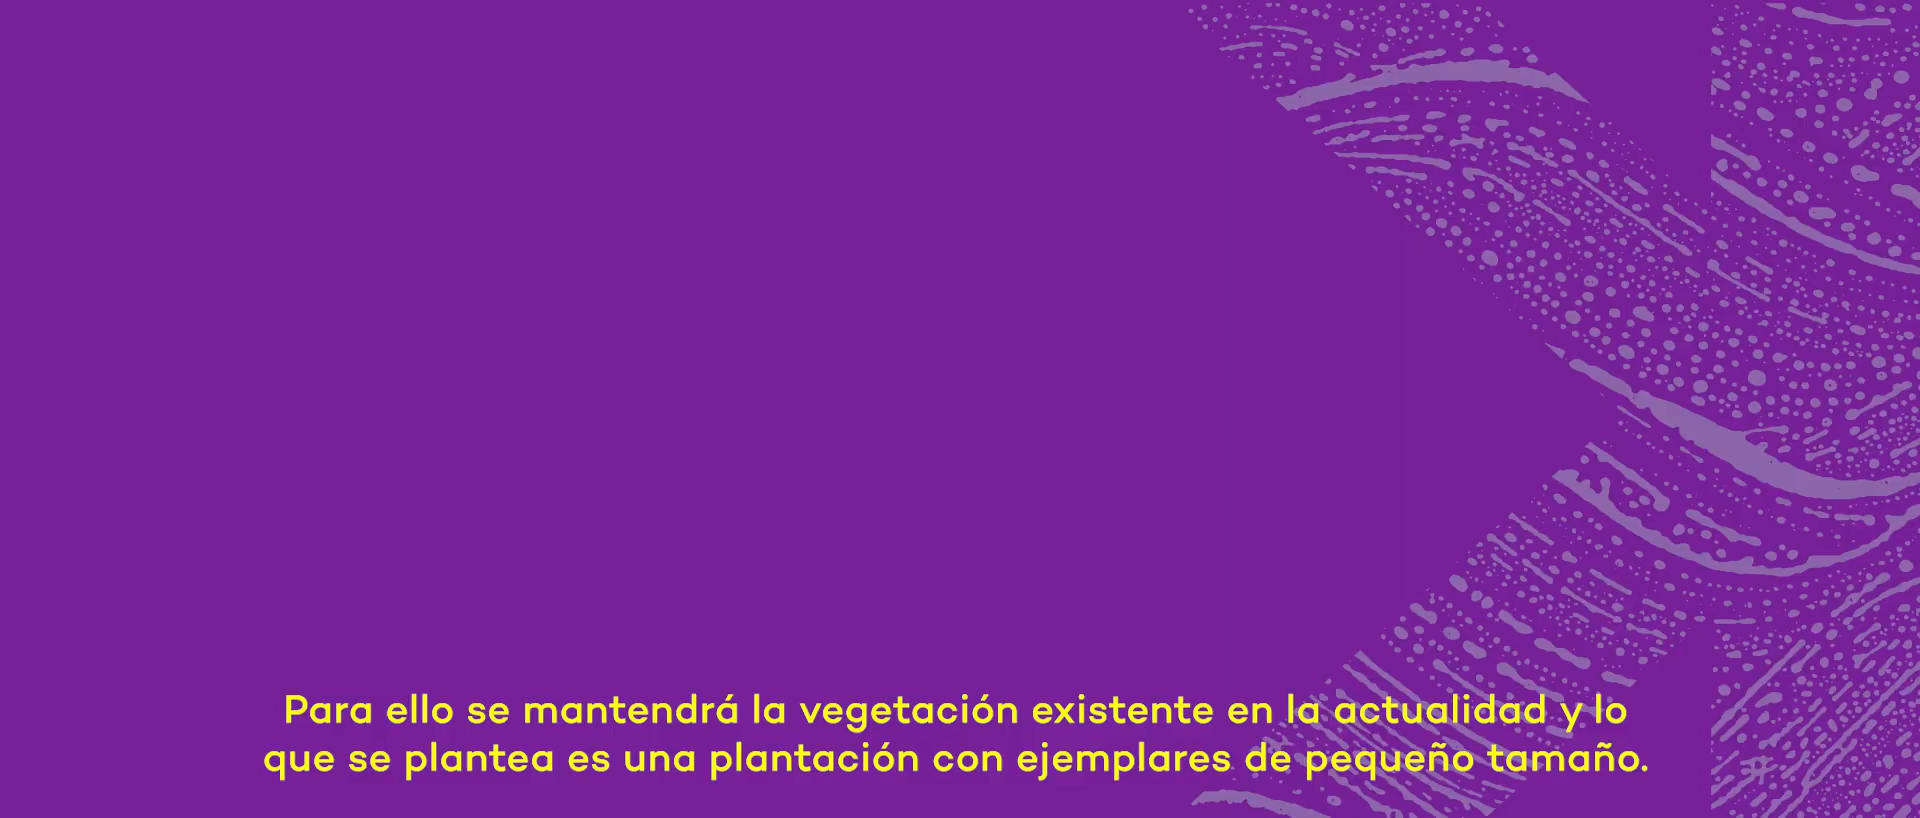 Para ello se mantendrá la vegetación existente en la actualidad y lo
que se plantea es una plantación con ejemplares de pequeño tamaño.